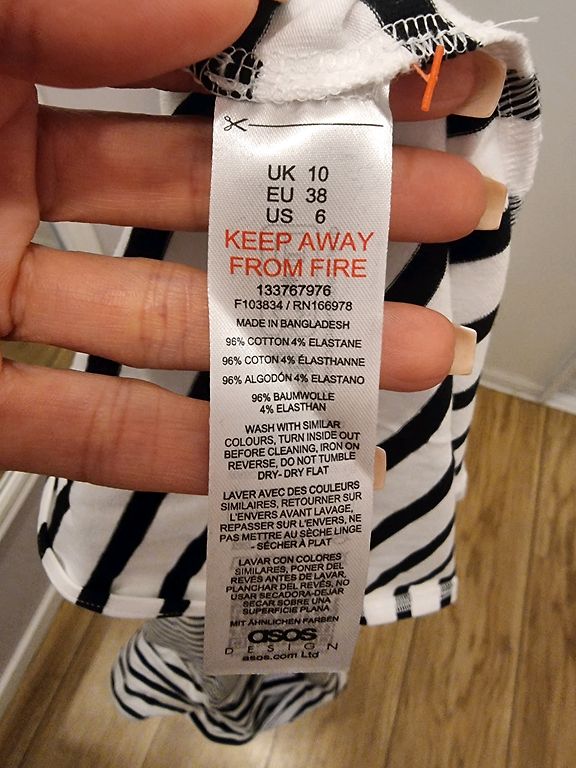 UK 10
EU 38
US 6
KEEP AWAY
FROM FIRE
133767976
F103834 / RN166978
MADE IN BANGLADESH
96% COTTON 4% ELASTANE
96% COTON 4% ÉLASTHANNE
96% ALGODÓN 4% ELASTANO
96% BAUMWOLLE
4% ELASTHAN
WASH WITH SIMILAR
COLOURS, TURN INSIDE OUT
BEFORE CLEANING, IRON ON
REVERSE, DO NOT TUMBLE
DRY- DRY FLAT
LAVER AVEC DES COULEURS
SIMILAIRES, RETOURNER SUR
L'ENVERS AVANT LAVAGE,
REPASSER SUR L'ENVERS, NE
PAS METTRE AU SÈCHE LINGE
- SÉCHER À PLAT
LAVAR CON COLORES
SIMILARES, PONER DEL
REVÉS ANTES DE LAVAR,
PLANCHAR DEL REVÉS, NO
USAR SECADORA-DEJAR
SECAR SOBRE UNA
SUPERFICIE PLANA
MIT ÄHNLICHEN FARBEN
asos
DESIGN
asos.com Ltd